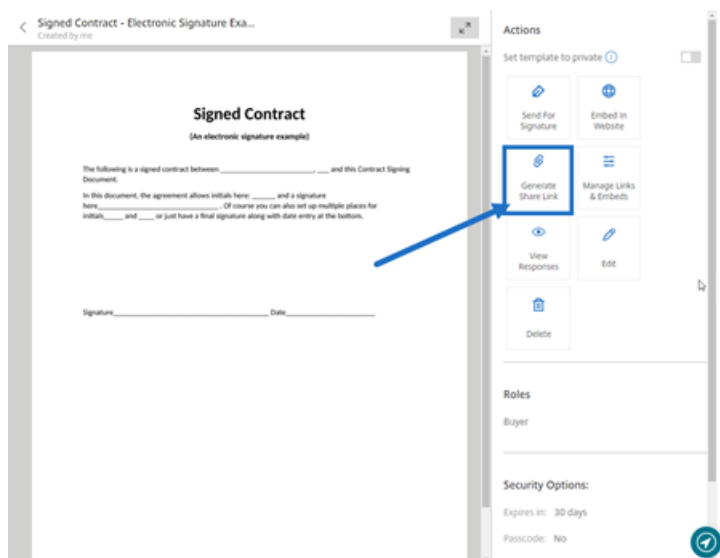 Signed Contract - Electronic Signature Exa...
Created by me
Signed Contract
(An electronic signature example)
The following is a signed contract between ____________________, ___ and this Contract Signing
Document.
In this document, the agreement allows initials here: ______ and a signature
here____________________________. Of course you can also set up multiple places for
initials_____ and ____ or just have a final signature along with date entry at the bottom.
Signature____________________________________ Date_____________________
Actions
Set template to private
Send For
Signature
Embed In
Website
Generate
Share Link
Manage Links
& Embeds
View
Responses
Edit
Delete
Roles
Buyer
Security Options:
Expires in: 30 days
Passcode: No